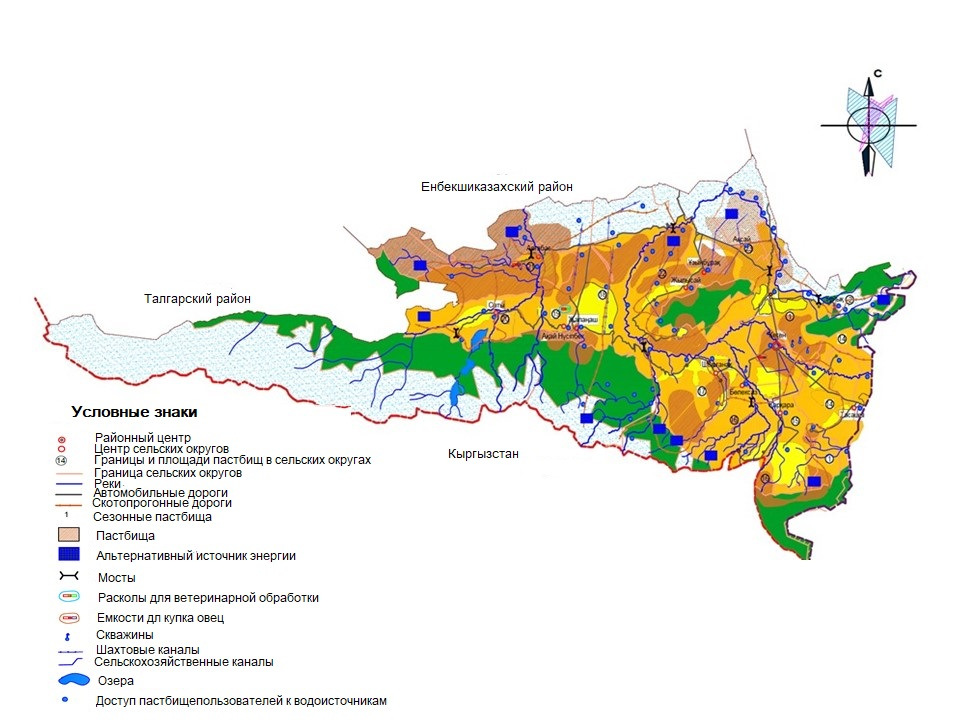 С
Енбекшиказахский район
Талгарский район
Кыргызстан
Условные знаки
Районный центр
Центр сельских округов
14 Границы и площади пастбищ в сельских округах
Граница сельских округов
Реки
Автомобильные дороги
Скотопрогонные дороги
1 Сезонные пастбища
Пастбища
Альтернативный источник энергии
Мосты
Расколы для ветеринарной обработки
Емкости дл купка овец
Скважины
Шахтовые каналы
Сельскохозяйственные каналы
Озера
Доступ пастбищепользователей к водоисточникам